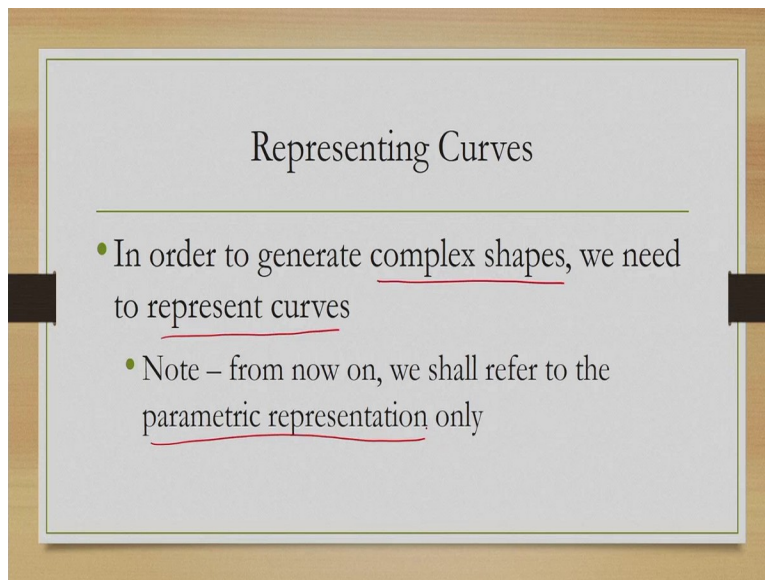 Representing Curves
•In order to generate complex shapes, we need
to represent curves
•Note – from now on, we shall refer to the
parametric representation only